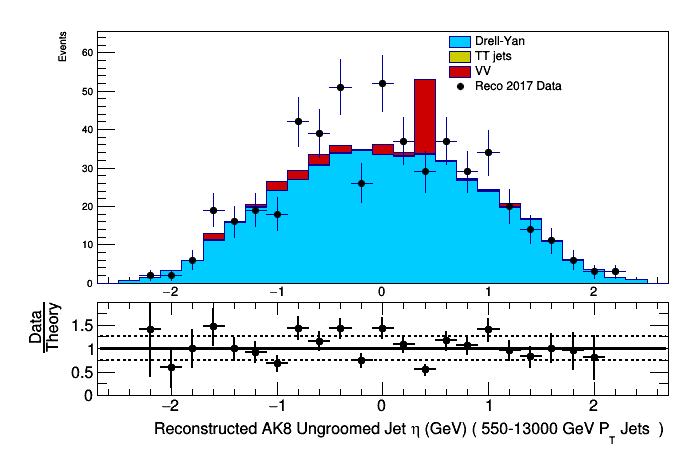 Events
60
50
40
30
20
10
0
Drell-Yan
TT jets
VV
Reco 2017 Data
−2 −1 0 1 2
Data
Theory
1.5
1
0.5
0
−2 −1 0 1 2
Reconstructed AK8 Ungroomed Jet η (GeV) ( 550-13000 GeV P_T Jets )